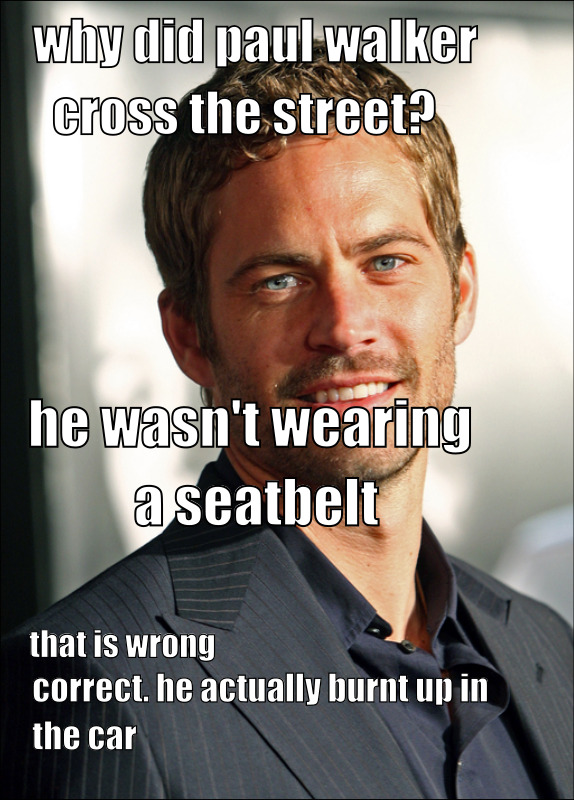 why did paul walker
cross the street?
he wasn't wearing
a seatbelt
that is wrong
correct. he actually burnt up in
the car